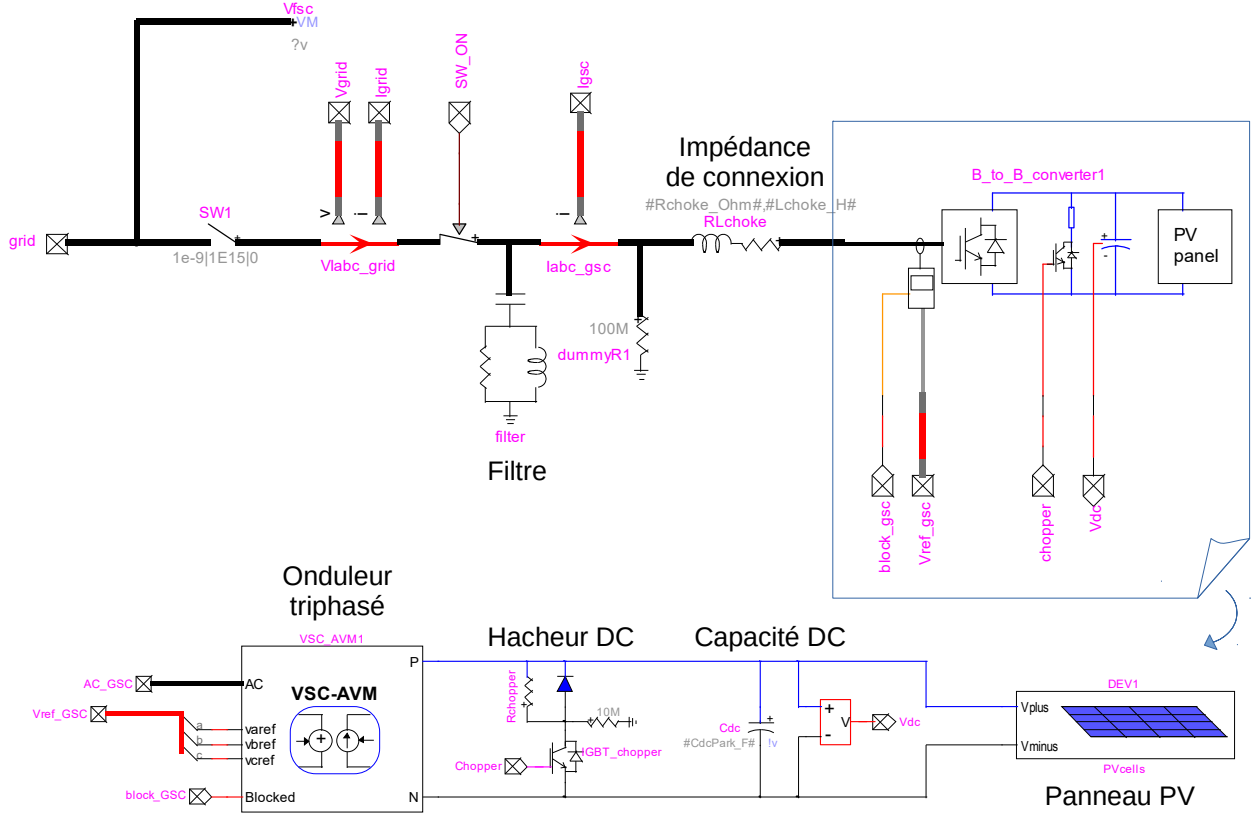 Vfsc
+VM
?v
Vgrid
Igrid
SW_ON
Igsc
v
i
i
Impédance
de connexion
#Rchoke_Ohm#,#Lchoke_H#
RLchoke
+
B_to_B_converter1
SW1
grid
+
1e-9|1E15|0
VIabc_grid
Iabc_gsc
+
-
PV
panel
+
100M
dummyR1
filter
Filtre
block_gsc
Vref_gsc
chopper
Vdc
Onduleur
triphasé
VSC_AVM1
Hacheur DC
Capacité DC
P
AC_GSC
AC
VSC-AVM
Vref_GSC
a
b
c
varef
vbref
vcref
block_GSC
Blocked
N
Rchopper
+
10M
IGBT_chopper
Chopper
Cdc
+
#CdcPark_F#
!v
+
-
V
Vdc
DEV1
Vplus
Vminus
PVcells
Panneau PV